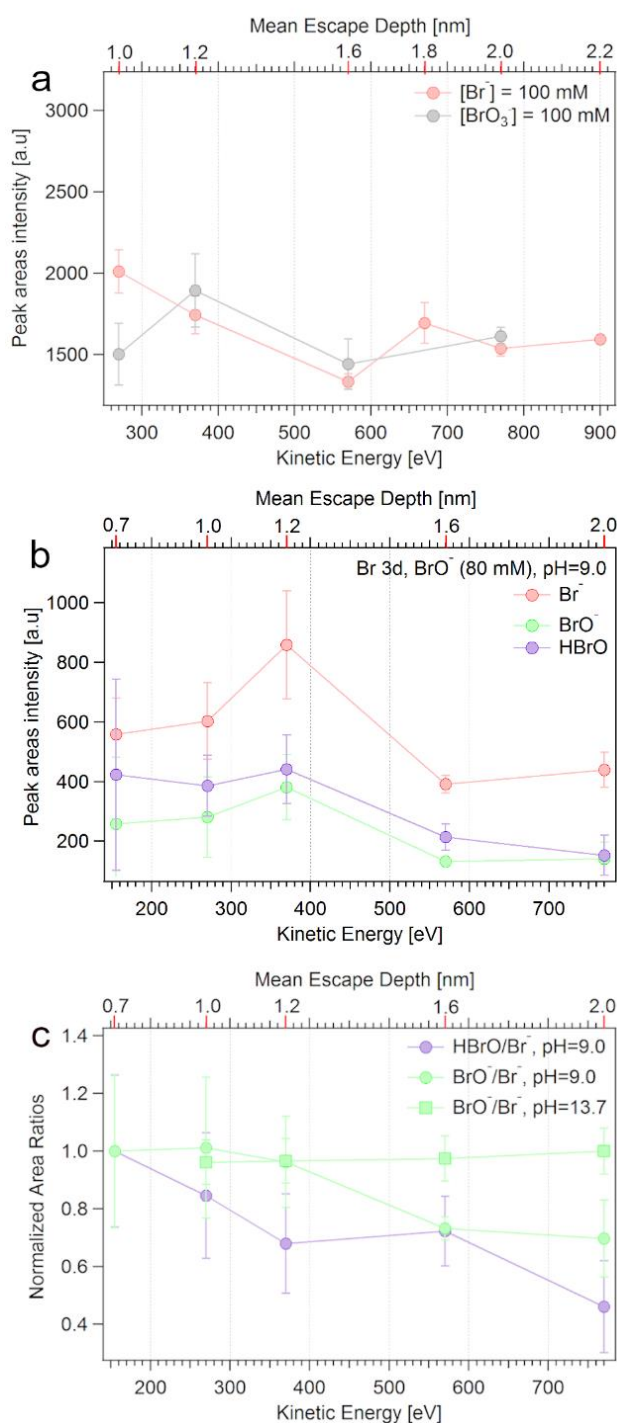 Mean Escape Depth [nm]
1.0 1.2 1.6 1.8 2.0 2.2
a
[Br-] = 100 mM
[BrO3-] = 100 mM
3000
2500
2000
1500
Peak areas intensity [a.u]
300 400 500 600 700 800 900
Kinetic Energy [eV]
Mean Escape Depth [nm]
0.7 1.0 1.2 1.6 2.0
b
Br 3d, BrO- (80 mM), pH=9.0
Br-
BrO-
HBrO
1000
800
600
400
200
Peak areas intensity [a.u]
200 300 400 500 600 700
Kinetic Energy [eV]
Mean Escape Depth [nm]
0.7 1.0 1.2 1.6 2.0
c
HBrO/Br-, pH=9.0
BrO-/Br-, pH=9.0
BrO-/Br-, pH=13.7
1.4
1.2
1.0
0.8
0.6
0.4
Normalized Area Ratios
200 300 400 500 600 700
Kinetic Energy [eV]